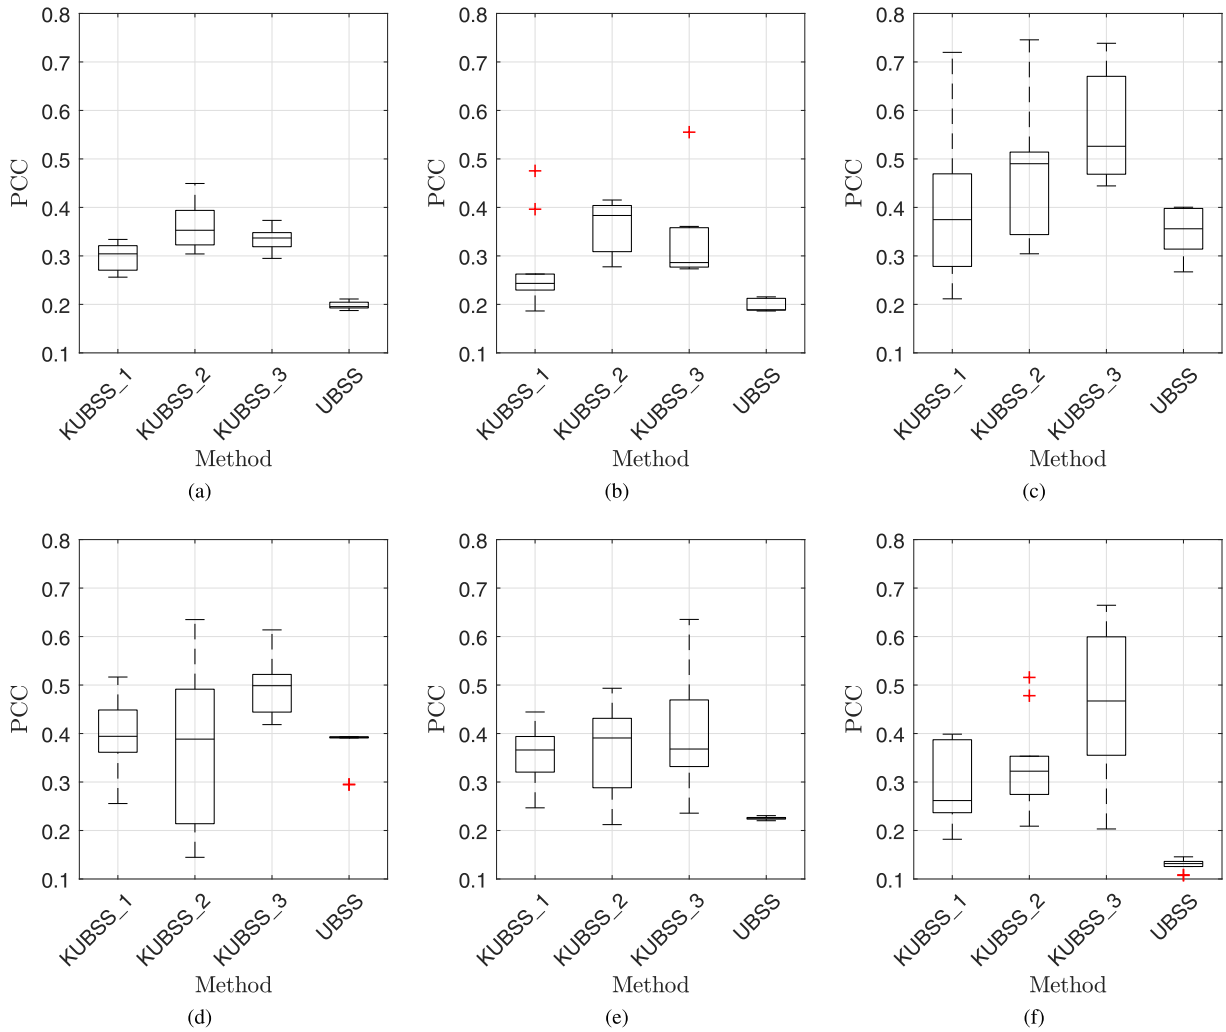 0.8
0.7
0.6
0.5
0.4
0.3
0.2
0.1
PCC
KUBSS_1
KUBSS_2
KUBSS_3
UBSS
Method
(a)
0.8
0.7
0.6
0.5
0.4
0.3
0.2
0.1
PCC
KUBSS_1
KUBSS_2
KUBSS_3
UBSS
Method
(b)
0.8
0.7
0.6
0.5
0.4
0.3
0.2
0.1
PCC
KUBSS_1
KUBSS_2
KUBSS_3
UBSS
Method
(c)
0.8
0.7
0.6
0.5
0.4
0.3
0.2
0.1
PCC
KUBSS_1
KUBSS_2
KUBSS_3
UBSS
Method
(d)
0.8
0.7
0.6
0.5
0.4
0.3
0.2
0.1
PCC
KUBSS_1
KUBSS_2
KUBSS_3
UBSS
Method
(e)
0.8
0.7
0.6
0.5
0.4
0.3
0.2
0.1
PCC
KUBSS_1
KUBSS_2
KUBSS_3
UBSS
Method
(f)